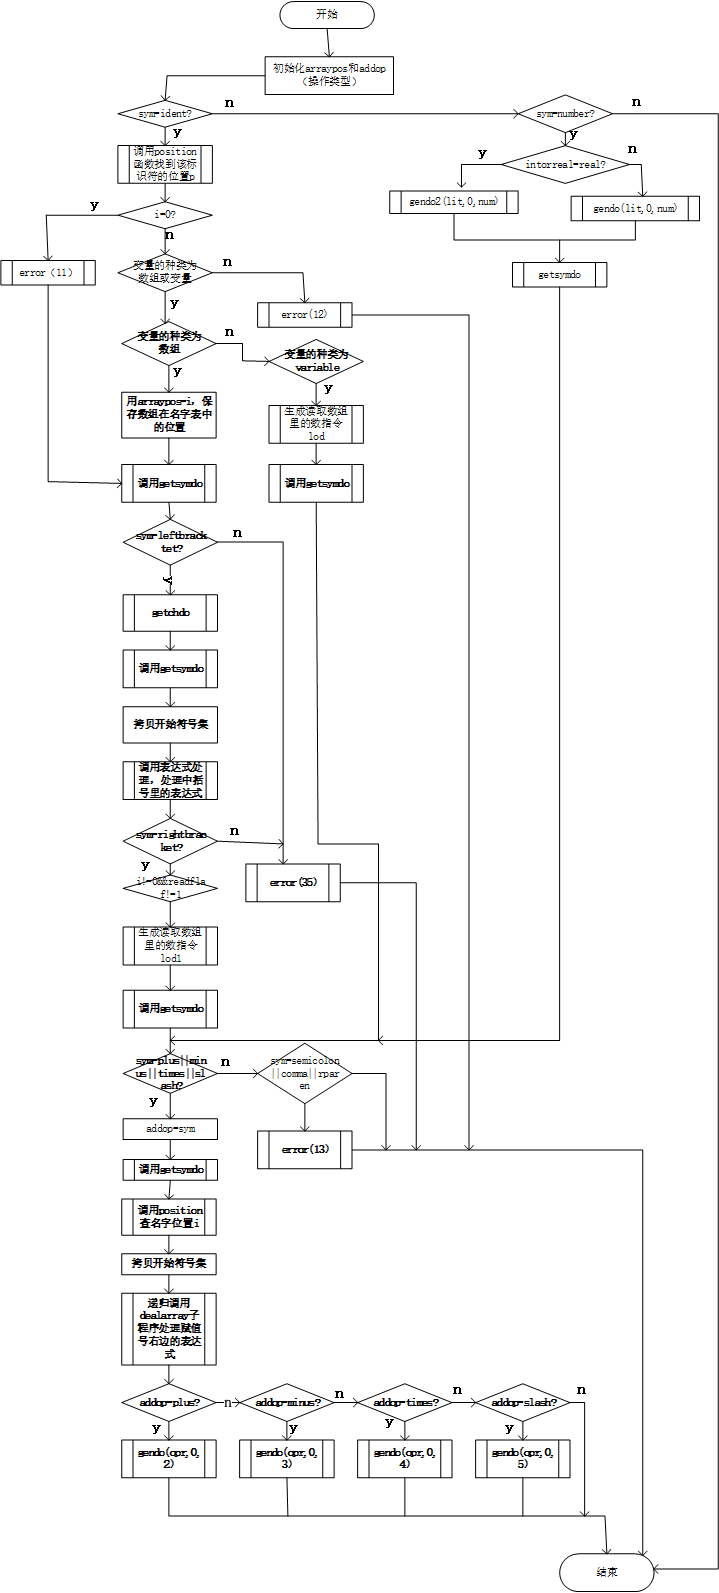 开始
初始化arraypos和addop
(操作类型)
sym=ident?
n
sym=number?
n
y
y
调用position
函数找到该标
识符的位置p
y
intorreal=real?
n
gendo2(lit,0,num)
gendo(lit,0,num)
y
i=0?
n
error（11）
getsymdo
变量的种类为
数组或变量
n
y
error(12)
变量的种类为
数组
n
变量的种类为
variable
y
y
用arraypos=i, 保
存数组在名字表中
的位置
生成读取数组
里的数指令
lod
调用getsymdo
调用getsymdo
sym=leftbrack
tet?
n
y
getchdo
调用getsymdo
拷贝开始符号集
调用表达式处
理, 处理中括
号里的表达式
sym=rightbrac
ket?
n
y
i!=0&&readfla
f!=1
error(35)
生成读取数组
里的数指令
lod1
调用getsymdo
sym=plus||min
us||times||sl
ash?
n
sym=semicolon
||comma||rpar
en
y
addop=sym
error(13)
调用getsymdo
调用position
查名字位置i
拷贝开始符号集
递归调用
dealarray子
程序处理赋值
号右边的表达
式
addop=plus?
n
addop=minus?
n
addop=times?
n
addop=slash?
n
y
y
y
y
gendo(opr,0,
2)
gendo(opr,0,
3)
gendo(opr,0,
4)
gendo(opr,0,
5)
结束